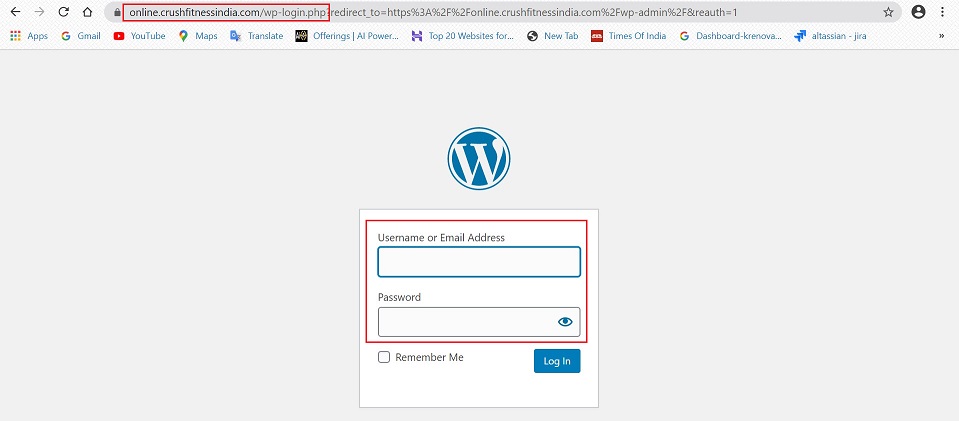 online.crushfitnessindia.com/wp-login.php?redirect_to=https%3A%2F%2Fonline.crushfitnessindia.com%2Fwp-admin%2F&reauth=1
Apps Gmail YouTube Maps Translate Offerings | AI Power... Top 20 Websites for... New Tab Times Of India Dashboard-krenova... altassian - jira »
Username or Email Address
Password
Remember Me Log In